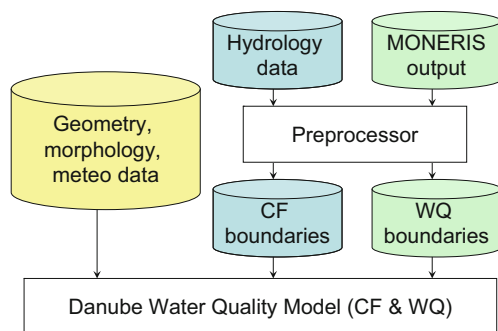 Hydrology
data
MONERIS
output
Geometry,
morphology,
meteo data
Preprocessor
CF
boundaries
WQ
boundaries
Danube Water Quality Model (CF & WQ)